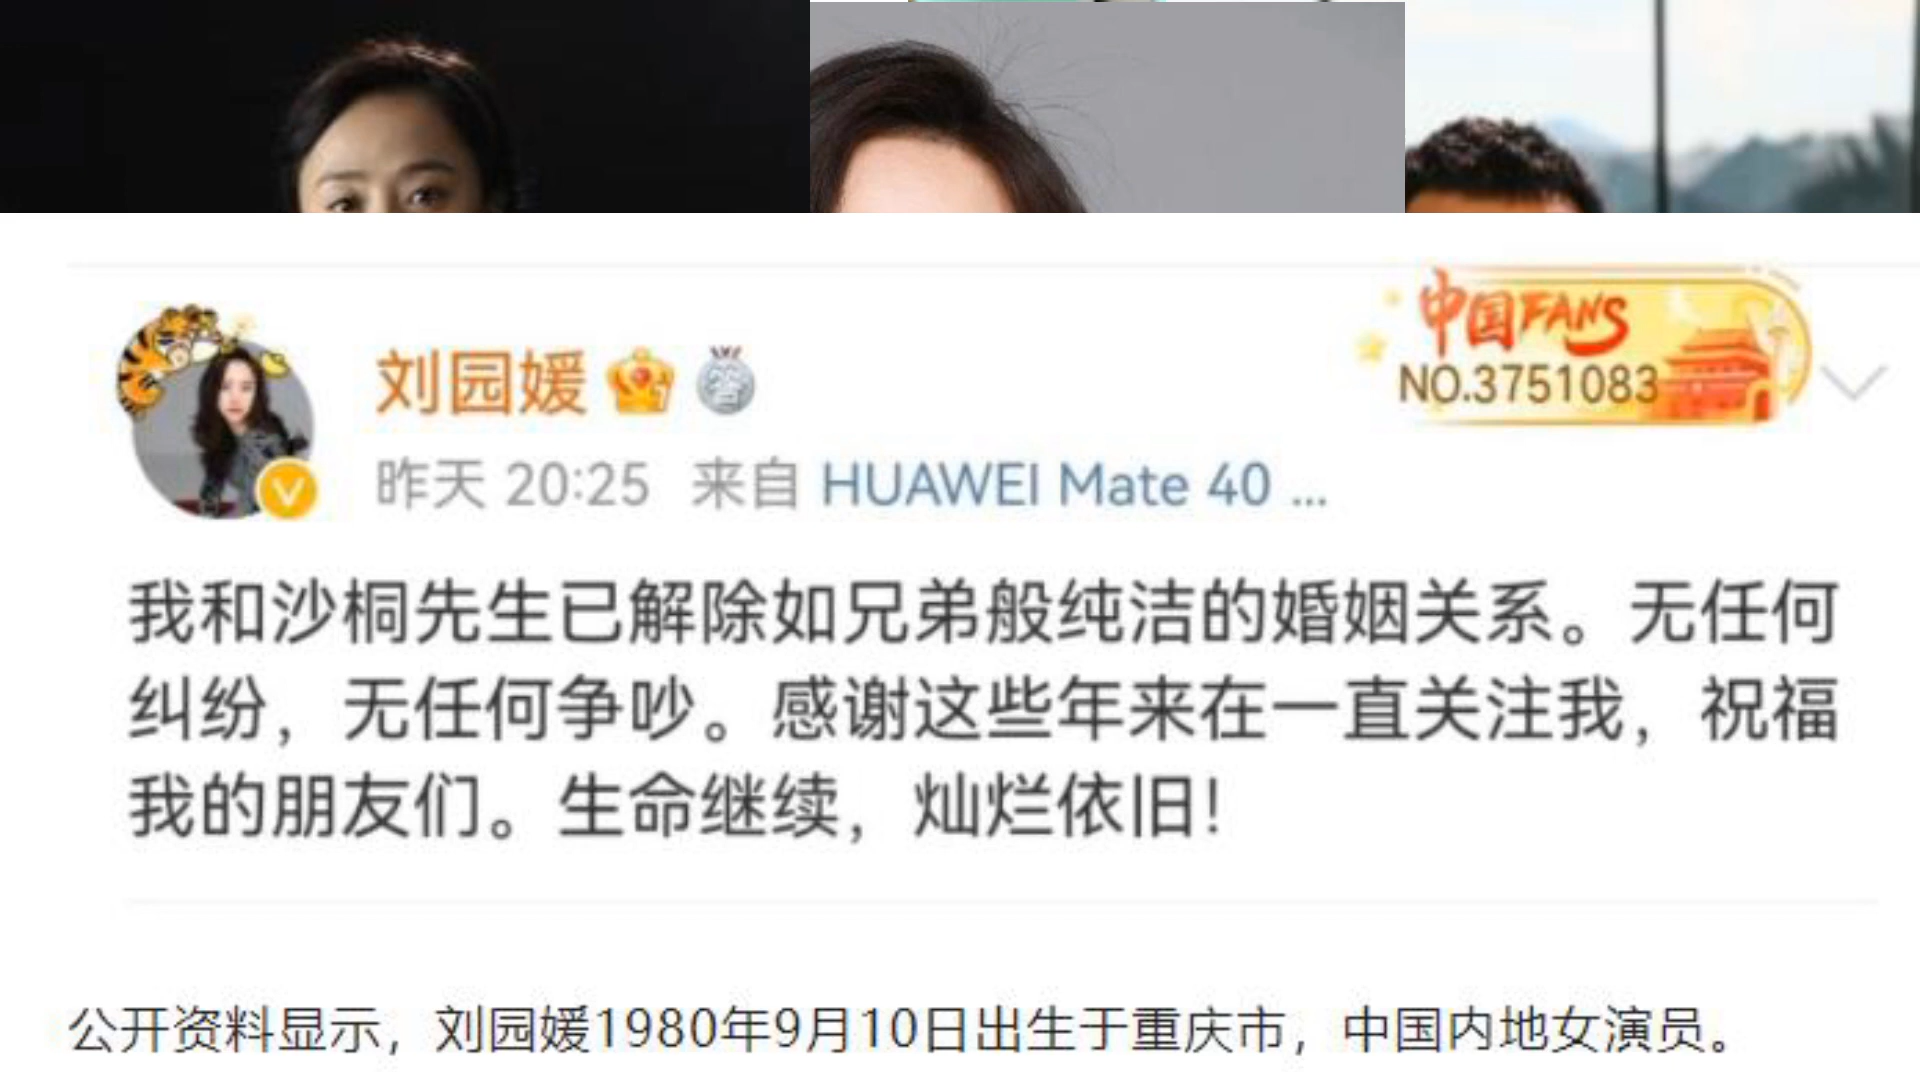 中国FANS
刘园媛
NO.3751083
昨天 20:25 来自 HUAWEI Mate 40 ...
我和沙桐先生已解除如兄弟般纯洁的婚姻关系。无任何
纠纷，无任何争吵。感谢这些年来在一直关注我，祝福
我的朋友们。生命继续，灿烂依旧！
公开资料显示，刘园媛1980年9月10日出生于重庆市，中国内地女演员。